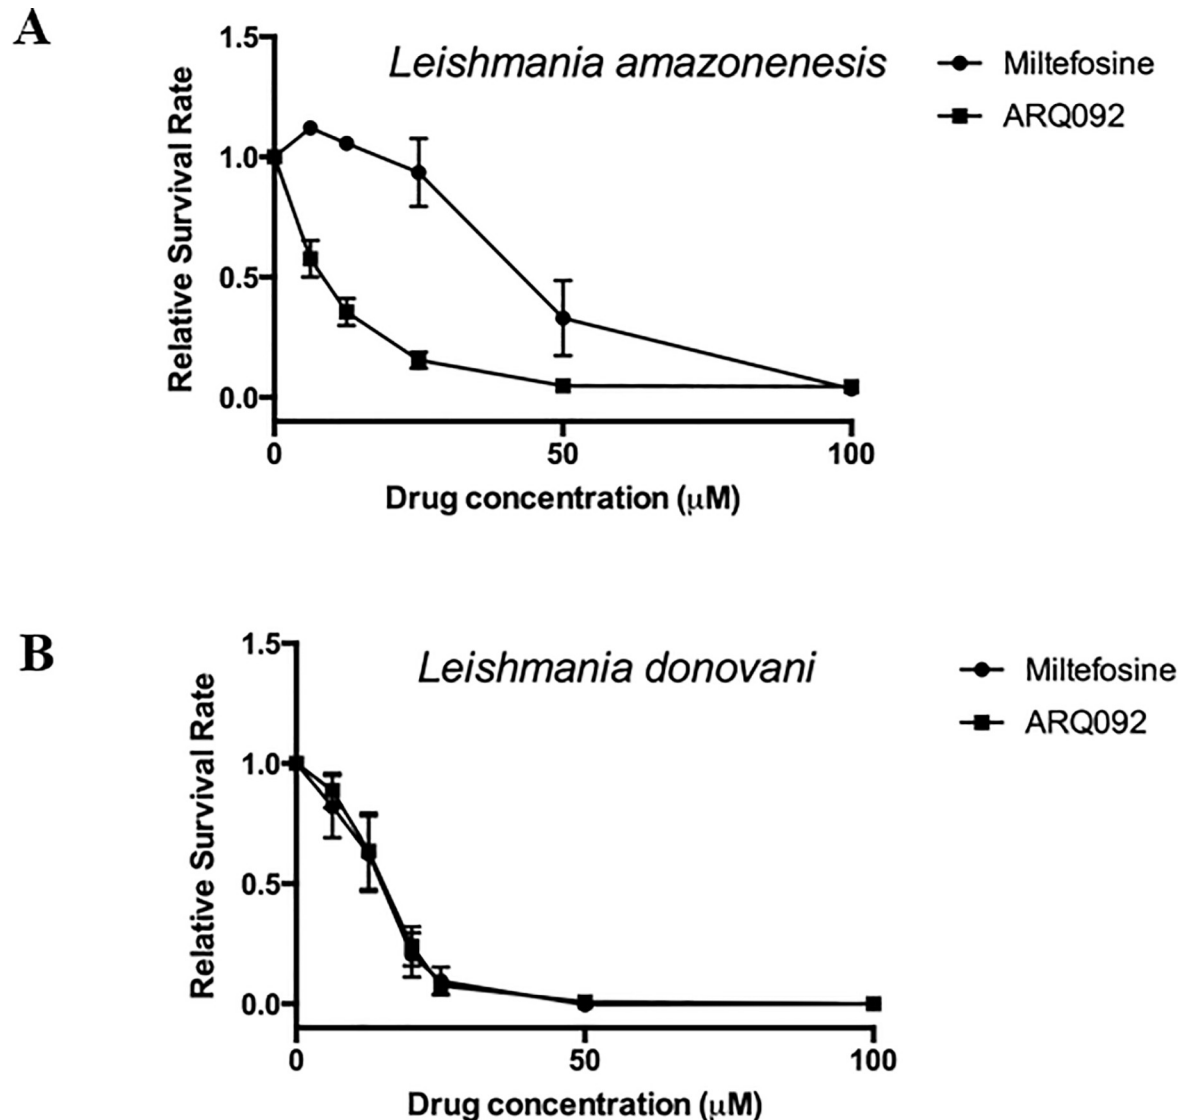 A
Leishmania amazonenesis
Miltefosine
ARQ092
Relative Survival Rate
1.5
1.0
0.5
0.0
0
50
100
Drug concentration (μM)
B
Leishmania donovani
Miltefosine
ARQ092
Relative Survival Rate
1.5
1.0
0.5
0.0
0
50
100
Drug concentration (μM)